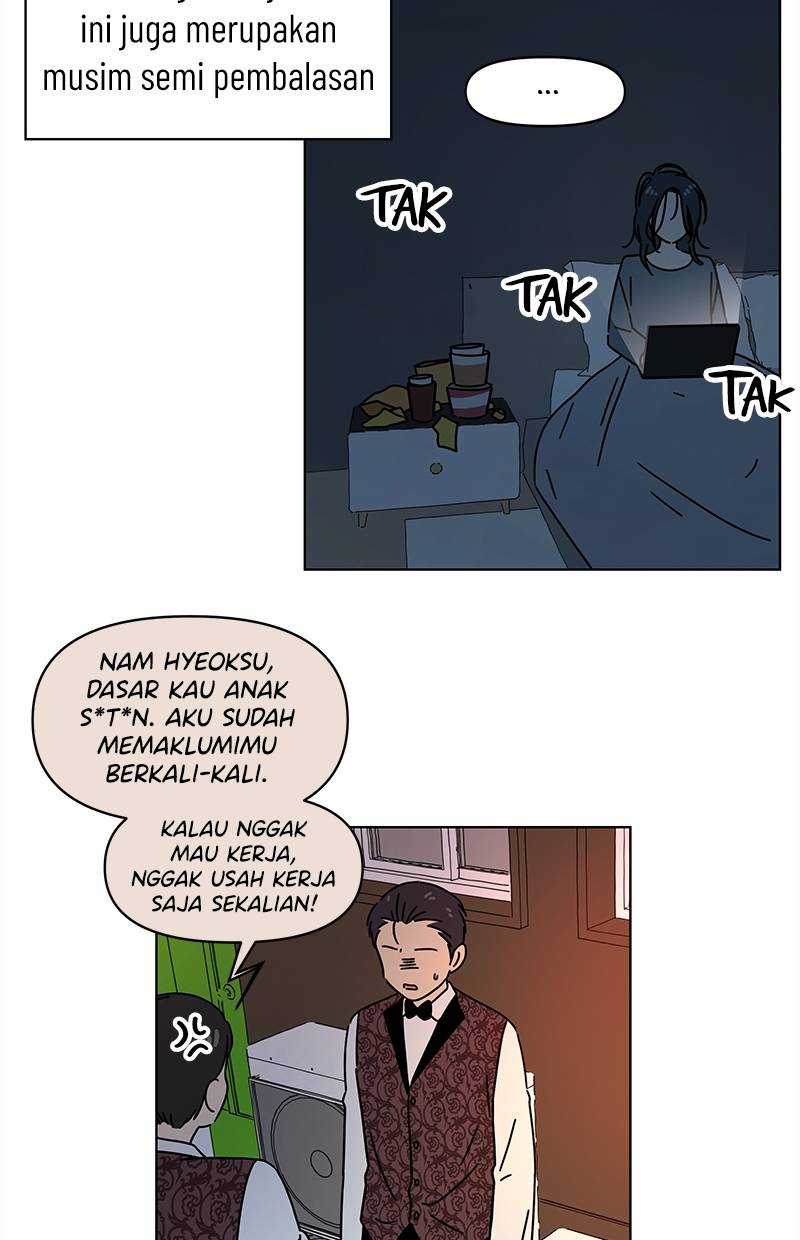 ini juga merupakan
musim semi pembalasan
...
TAK
TAK
TAK
NAM HYEOKSU,
DASAR KAU ANAK
S*T*N. AKU SUDAH
MEMAKLUMIMU
BERKALI-KALI.
KALAU NGGAK
MAU KERJA,
NGGAK USAH KERJA
SAJA SEKALIAN!